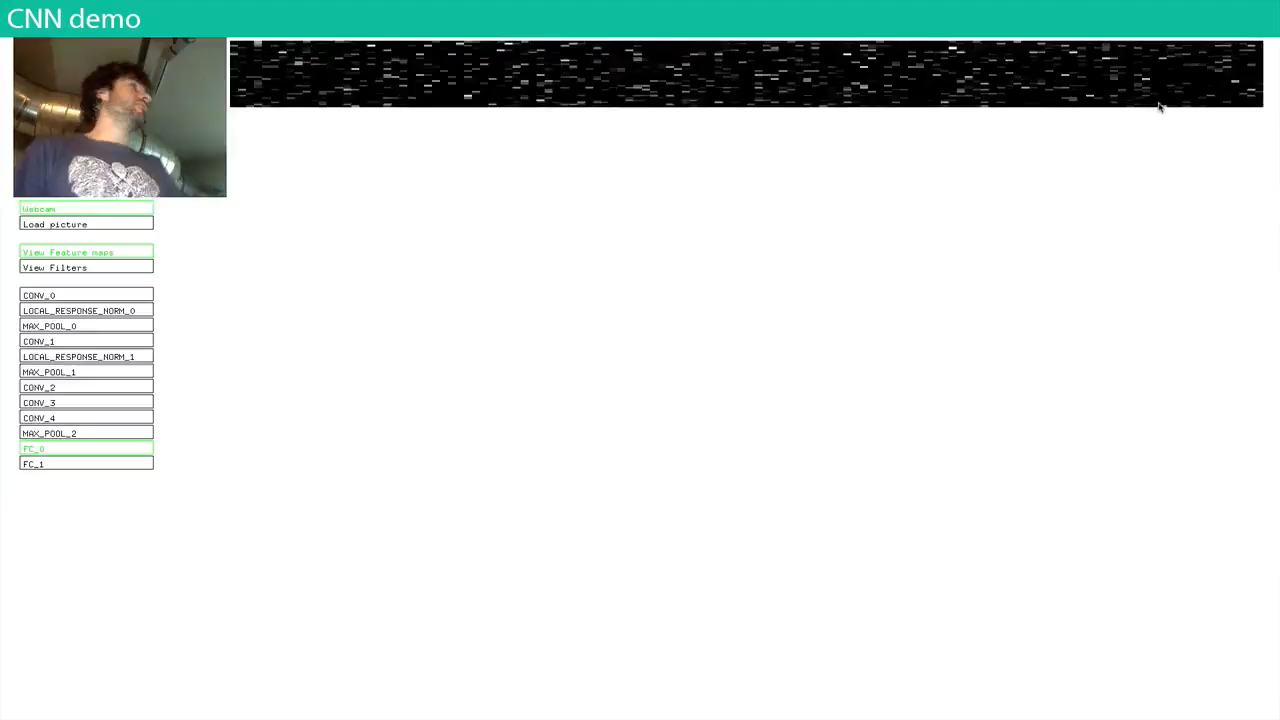 CNN demo
Webcam
Load picture
View Feature maps
View Filters
CONV_0
LOCAL_RESPONSE_NORM_0
MAX_POOL_0
CONV_1
LOCAL_RESPONSE_NORM_1
MAX_POOL_1
CONV_2
CONV_3
CONV_4
MAX_POOL_2
FC_0
FC_1